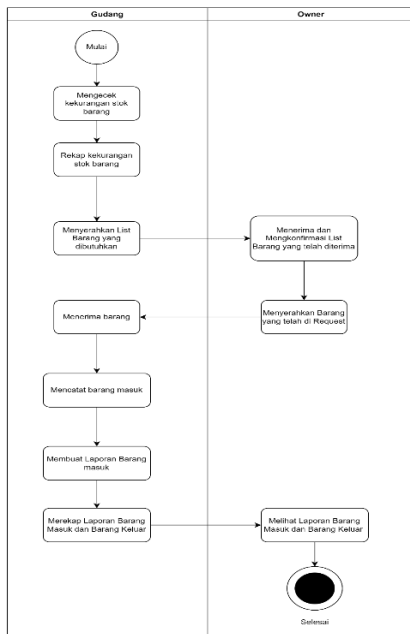 Gudang
Owner
Mulai
Mengecek
kekurangan stok
barang
Rekap kekurangan
stok barang
Menyerahkan List
Barang yang
dibutuhkan
Menerima dan
Mengkonfirmasi List
Barang yang telah diterima
Menyerahkan Barang
yang telah di Request
Menerima barang
Mencatat barang masuk
Membuat Laporan Barang
masuk
Merekap Laporan Barang
Masuk dan Barang Keluar
Melihat Laporan Barang
Masuk dan Barang Keluar
Selesai